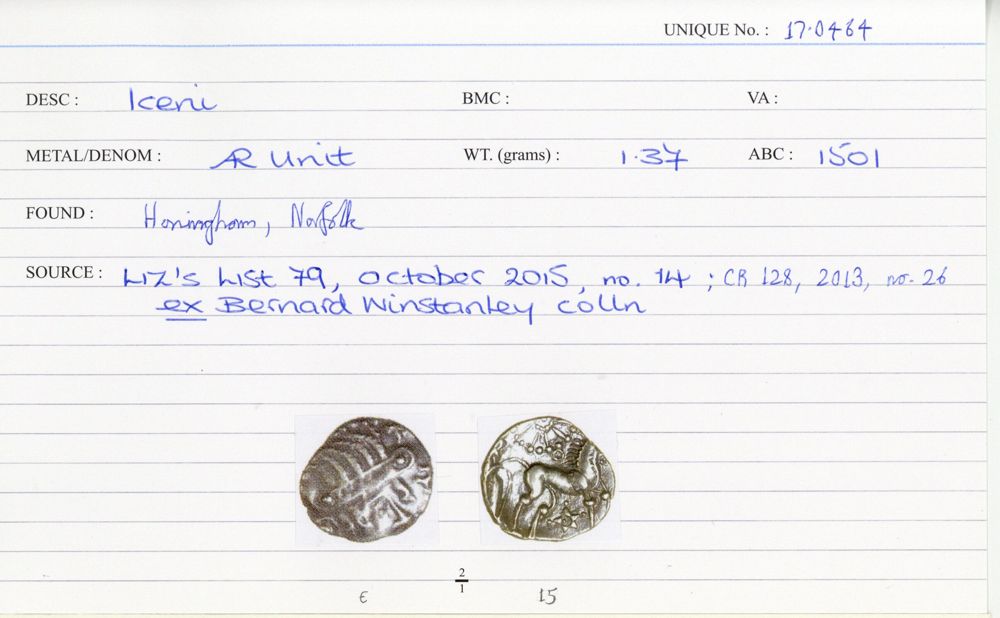 UNIQUE No. : 17.0464
DESC : Iceni BMC : VA :
METAL/DENOM : AR Unit WT. (grams) : 1.37 ABC : 1501
FOUND : Honingham, Norfolk
SOURCE : Liz's List 79, October 2015, no. 14 ; CR 128, 2013, no. 26
ex Bernard Winstanley colln
2
1
€ 15